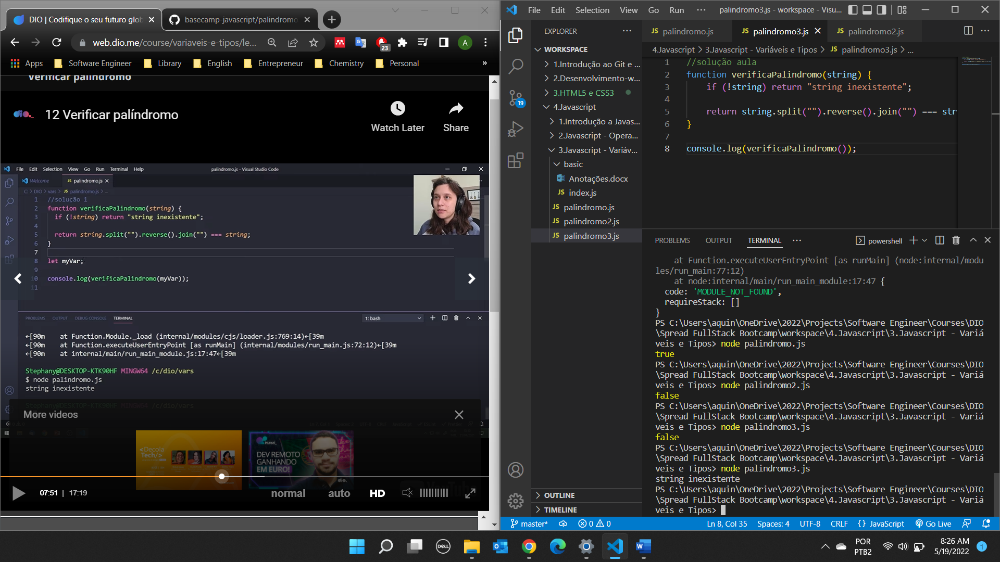 DIO | Codifique o seu futuro glob
basecamp-javascript/palindromo
web.dio.me/course/variaveis-e-tipos/le...
23
A
Apps
Software Engineer
Library
English
Entrepreneur
Chemistry
Personal
»
Verificar palíndromo
dio.
12 Verificar palíndromo
Watch Later
Share
File Edit Selection View Go Run Terminal Help
palindromo.js - Visual Studio Code
Welcome
JS palindromo.js
C: > DIO > vars > JS palindromo.js > ...
1 //solução 1
2 function verificaPalindromo(string) {
3 if (!string) return "string inexistente";
4
5 return string.split("").reverse().join("") === string;
6 }
7
8 let myVar;
9
10 console.log(verificaPalindromo(myVar));
11
PROBLEMS OUTPUT DEBUG CONSOLE TERMINAL
1: bash
←[90m    at Function.Module._load (internal/modules/cjs/loader.js:769:14)←[39m
←[90m    at Function.executeUserEntryPoint [as runMain] (internal/modules/run_main.js:72:12)←[39m
←[90m    at internal/main/run_main_module.js:17:47←[39m
Stephany@DESKTOP-KTK90HF MINGW64 /c/dio/vars
$ node palindromo.js
string inexistente
Stephany@DESKTOP-KTK90HF MINGW64 /c/dio/vars
More videos
<Decola
Tech/>
hired_
DEV REMOTO
GANHANDO
EM EURO!
dio.
07:51 | 17:19
normal
auto
HD
File Edit Selection View Go Run ...
palindromo3.js - workspace - Visu...
EXPLORER
...
WORKSPACE
1.Introdução ao Git e ...
2.Desenvolvimento-w...
3.HTML5 e CSS3
4.Javascript
1.Introdução a Javas...
2.Javascript - Opera...
3.Javascript - Variáv...
basic
Anotações.docx
JS index.js
JS palindromo.js
JS palindromo2.js
JS palindromo3.js
OUTLINE
TIMELINE
19
JS palindromo.js
JS palindromo3.js
JS palindromo2.js
4.Javascript > 3.Javascript - Variáveis e Tipos > JS palindromo3.js > ...
1 //solução aula
2 function verificaPalindromo(string) {
3 if (!string) return "string inexistente";
4
5 return string.split("").reverse().join("") === str
6 }
7
8 console.log(verificaPalindromo());
PROBLEMS OUTPUT TERMINAL ...
powershell
at Function.executeUserEntryPoint [as runMain] (node:internal/modu
les/run_main:77:12)
at node:internal/main/run_main_module:17:47 {
code: 'MODULE_NOT_FOUND',
requireStack: []
}
PS C:\Users\aquin\OneDrive\2022\Projects\Software Engineer\Courses\DIO
\Spread FullStack Bootcamp\workspace\4.Javascript\3.Javascript - Variá
veis e Tipos> node palindromo.js
true
PS C:\Users\aquin\OneDrive\2022\Projects\Software Engineer\Courses\DIO
\Spread FullStack Bootcamp\workspace\4.Javascript\3.Javascript - Variá
veis e Tipos> node palindromo2.js
false
PS C:\Users\aquin\OneDrive\2022\Projects\Software Engineer\Courses\DIO
\Spread FullStack Bootcamp\workspace\4.Javascript\3.Javascript - Variá
veis e Tipos> node palindromo3.js
false
PS C:\Users\aquin\OneDrive\2022\Projects\Software Engineer\Courses\DIO
\Spread FullStack Bootcamp\workspace\4.Javascript\3.Javascript - Variá
veis e Tipos> node palindromo3.js
string inexistente
PS C:\Users\aquin\OneDrive\2022\Projects\Software Engineer\Courses\DIO
\Spread FullStack Bootcamp\workspace\4.Javascript\3.Javascript - Variá
veis e Tipos>
master*
0
0
Ln 8, Col 35
Spaces: 4
UTF-8
CRLF
{} JavaScript
Go Live
DELL
POR
PTB2
8:26 AM
5/19/2022
1